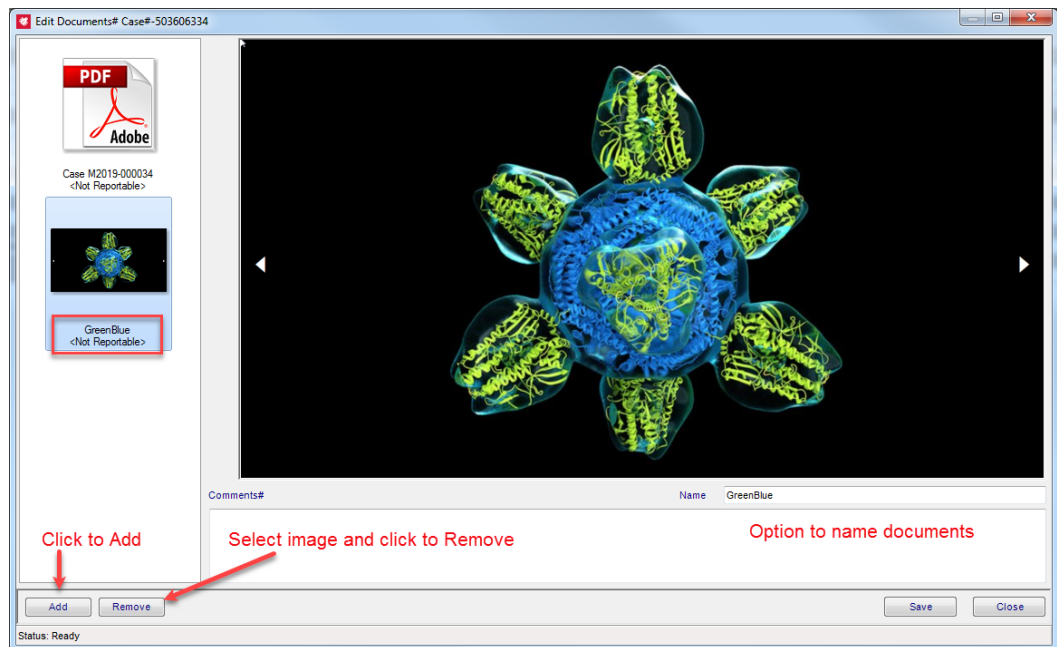 Edit Documents# Case#-503606334
PDF
Adobe
Case M2019-000034
<Not Reportable>
GreenBlue
<Not Reportable>
Comments#
Name
GreenBlue
Click to Add
Select image and click to Remove
Option to name documents
Add
Remove
Save
Close
Status: Ready